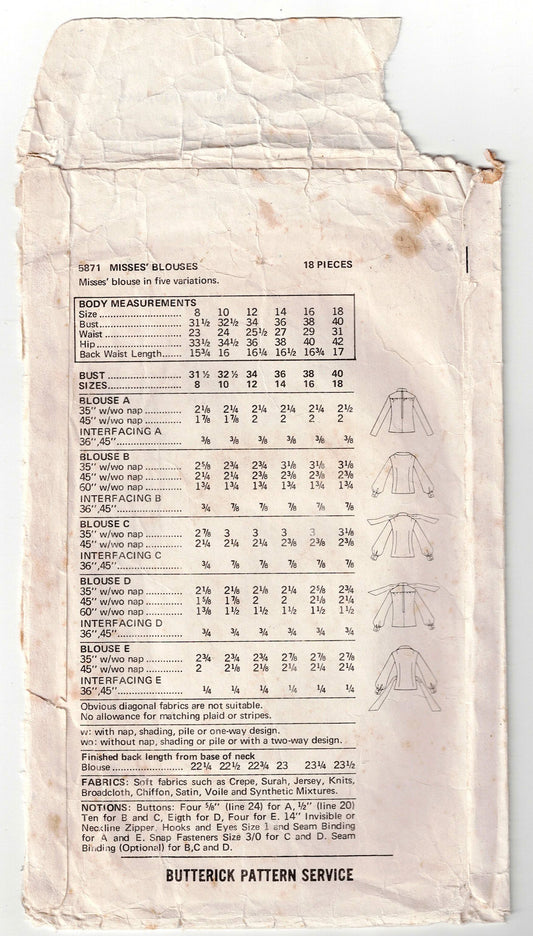 5871 MISSES' BLOUSES 18 PIECES
Misses' blouse in five variations.
BODY MEASUREMENTS
Size 8 10 12 14 16 18
Bust 31½ 32½ 34 36 38 40
Waist 23 24 25½ 27 29 31
Hip 33½ 34½ 36 38 40 42
Back Waist Length 15¾ 16 16¼ 16½ 16¾ 17
BUST 31½ 32½ 34 36 38 40
SIZES 8 10 12 14 16 18
BLOUSE A
35" w/wo nap 2⅛ 2¼ 2¼ 2¼ 2¼ 2½
45" w/wo nap 1⅞ 1⅞ 2 2 2 2
INTERFACING A
36",45" ⅜ ⅜ ⅜ ⅜ ⅜ ⅜
BLOUSE B
35" w/wo nap 2⅝ 2¾ 2¾ 3⅛ 3⅛ 3⅛
45" w/wo nap 2¼ 2¼ 2⅜ 2⅜ 2⅜ 2⅜
60" w/wo nap 1¾ 1¾ 1¾ 1¾ 1¾ 1¾
INTERFACING B
36",45" ¾ ⅞ ⅞ ⅞ ⅞ ⅞
BLOUSE C
35" w/wo nap 2⅞ 3 3 3 3 3⅛
45" w/wo nap 2¼ 2¼ 2¼ 2⅜ 2⅜ 2⅜
INTERFACING C
36",45" ¾ ⅞ ⅞ ⅞ ⅞ ⅞
BLOUSE D
35" w/wo nap 2⅛ 2⅛ 2¼ 2¼ 2⅝ 2¾
45" w/wo nap 1⅝ 1⅞ 2 2 2⅛ 2¼
60" w/wo nap 1⅜ 1½ 1½ 1½ 1½ 1½
INTERFACING D
36",45" ¾ ¾ ¾ ¾ ¾ ¾
BLOUSE E
35" w/wo nap 2¾ 2¾ 2¾ 2⅞ 2⅞ 2⅞
45" w/wo nap 2 2⅛ 2⅛ 2¼ 2¼ 2¼
INTERFACING E
36",45" ¼ ¼ ¼ ¼ ¼ ¼
Obvious diagonal fabrics are not suitable.
No allowance for matching plaid or stripes.
w: with nap, shading, pile or one-way design.
wo: without nap, shading or pile or with a two-way design.
Finished back length from base of neck
Blouse 22¼ 22½ 22¾ 23 23¼ 23½
FABRICS: Soft fabrics such as Crepe, Surah, Jersey, Knits,
Broadcloth, Chiffon, Satin, Voile and Synthetic Mixtures.
NOTIONS: Buttons: Four ⅝" (line 24) for A, ½" (line 20)
Ten for B and C, Eigth for D, Four for E. 14" Invisible or
Neckline Zipper, Hooks and Eyes Size 1 and Seam Binding
for A and E. Snap Fasteners Size 3/0 for C and D. Seam
Binding (Optional) for B,C and D.
BUTTERICK PATTERN SERVICE